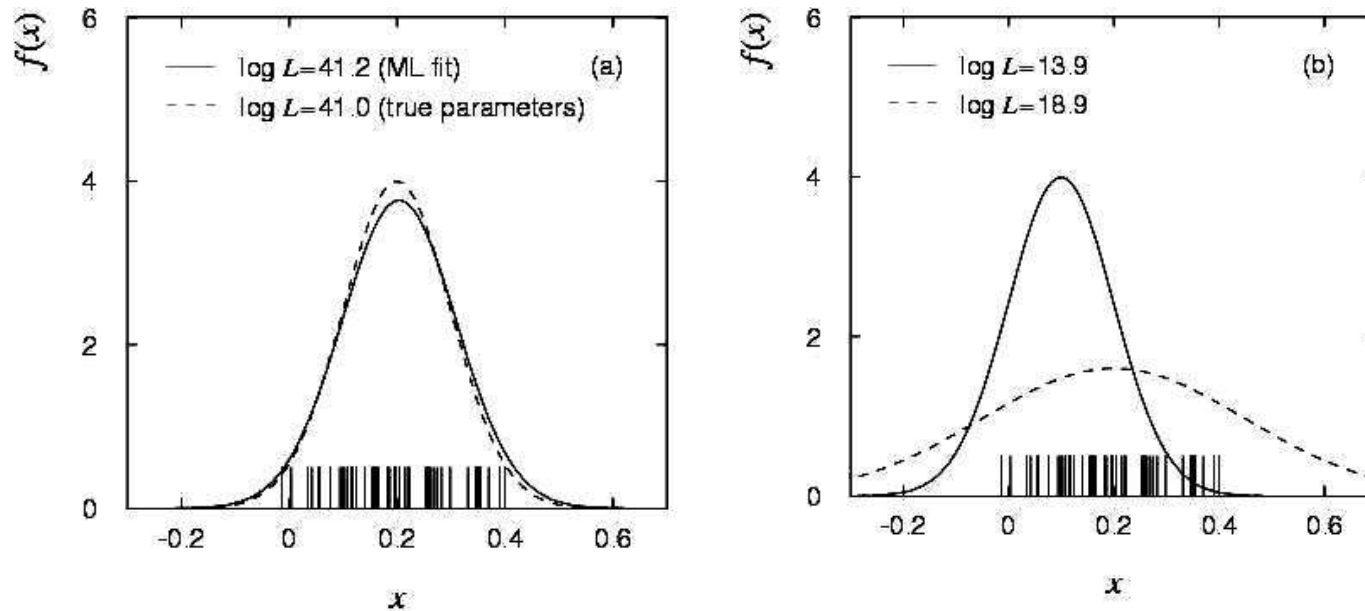 f(x)
6
4
2
0
log L=41.2 (ML fit)
(a)
log L=41.0 (true parameters)
-0.2
0
0.2
0.4
0.6
x
f(x)
6
4
2
0
log L=13.9
(b)
log L=18.9
-0.2
0
0.2
0.4
0.6
x